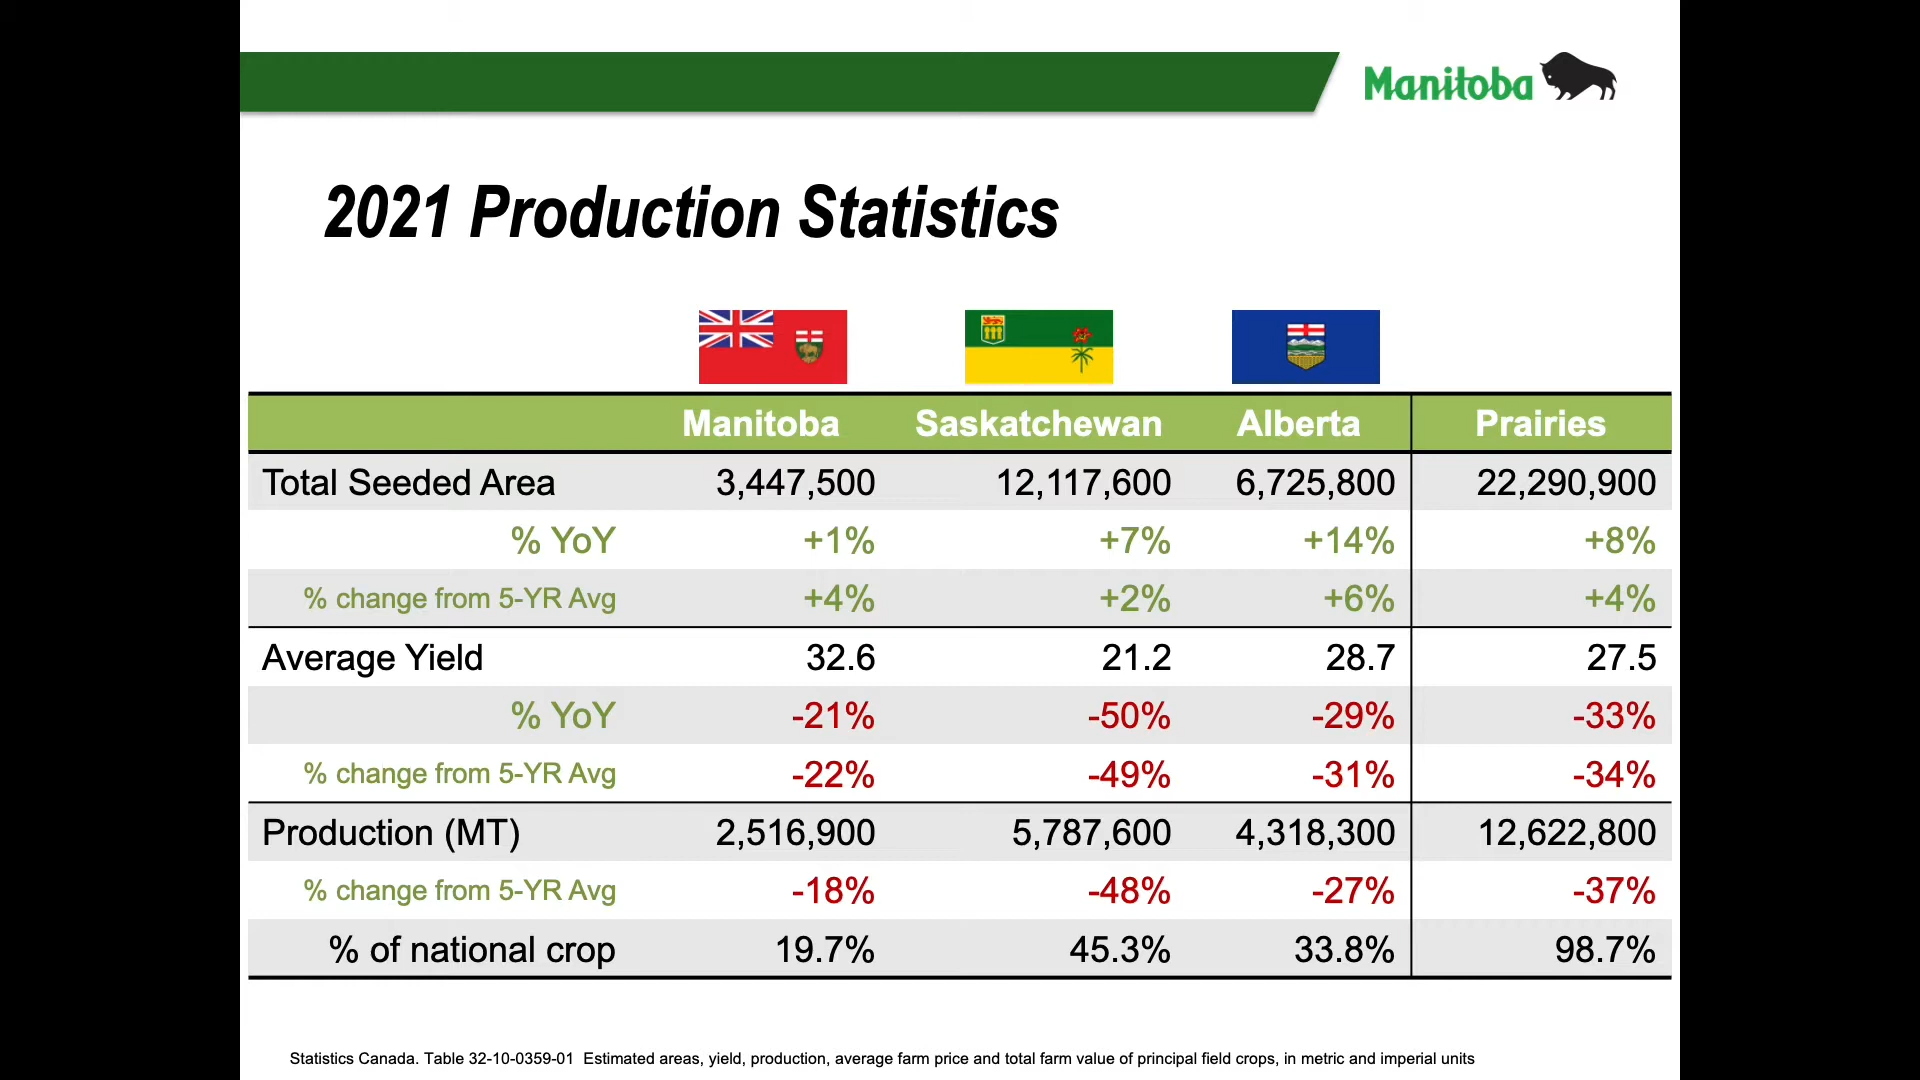 Manitoba
2021 Production Statistics
Manitoba Saskatchewan Alberta Prairies
Total Seeded Area 3,447,500 12,117,600 6,725,800 22,290,900
% YoY +1% +7% +14% +8%
% change from 5-YR Avg +4% +2% +6% +4%
Average Yield 32.6 21.2 28.7 27.5
% YoY -21% -50% -29% -33%
% change from 5-YR Avg -22% -49% -31% -34%
Production (MT) 2,516,900 5,787,600 4,318,300 12,622,800
% change from 5-YR Avg -18% -48% -27% -37%
% of national crop 19.7% 45.3% 33.8% 98.7%
Statistics Canada. Table 32-10-0359-01 Estimated areas, yield, production, average farm price and total farm value of principal field crops, in metric and imperial units